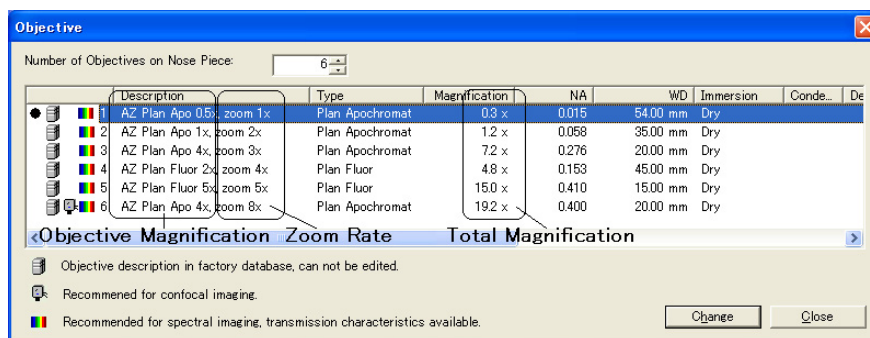 Objective
Number of Objectives on Nose Piece: 6
Description Type Magnification NA WD Immersion Conde... De
1 AZ Plan Apo 0.5x, zoom 1x Plan Apochromat 0.3 x 0.015 54.00 mm Dry
2 AZ Plan Apo 1x, zoom 2x Plan Apochromat 1.2 x 0.058 35.00 mm Dry
3 AZ Plan Apo 4x, zoom 3x Plan Apochromat 7.2 x 0.276 20.00 mm Dry
4 AZ Plan Fluor 2x, zoom 4x Plan Fluor 4.8 x 0.153 45.00 mm Dry
5 AZ Plan Fluor 5x, zoom 5x Plan Fluor 15.0 x 0.410 15.00 mm Dry
6 AZ Plan Apo 4x, zoom 8x Plan Apochromat 19.2 x 0.400 20.00 mm Dry
Objective Magnification Zoom Rate Total Magnification
Objective description in factory database, can not be edited.
Recommened for confocal imaging.
Recommended for spectral imaging, transmission characteristics available.
Change Close